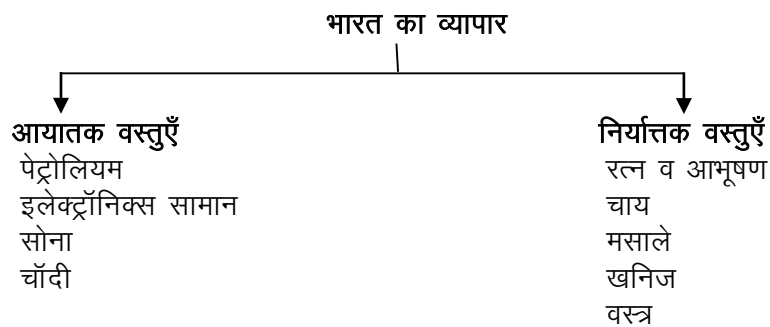 भारत का व्यापार
आयातक वस्तुएँ
पेट्रोलियम
इलेक्ट्रॉनिक्स सामान
सोना
चॉदी
निर्यात्तक वस्तुएँ
रत्न व आभूषण
चाय
मसाले
खनिज
वस्त्र